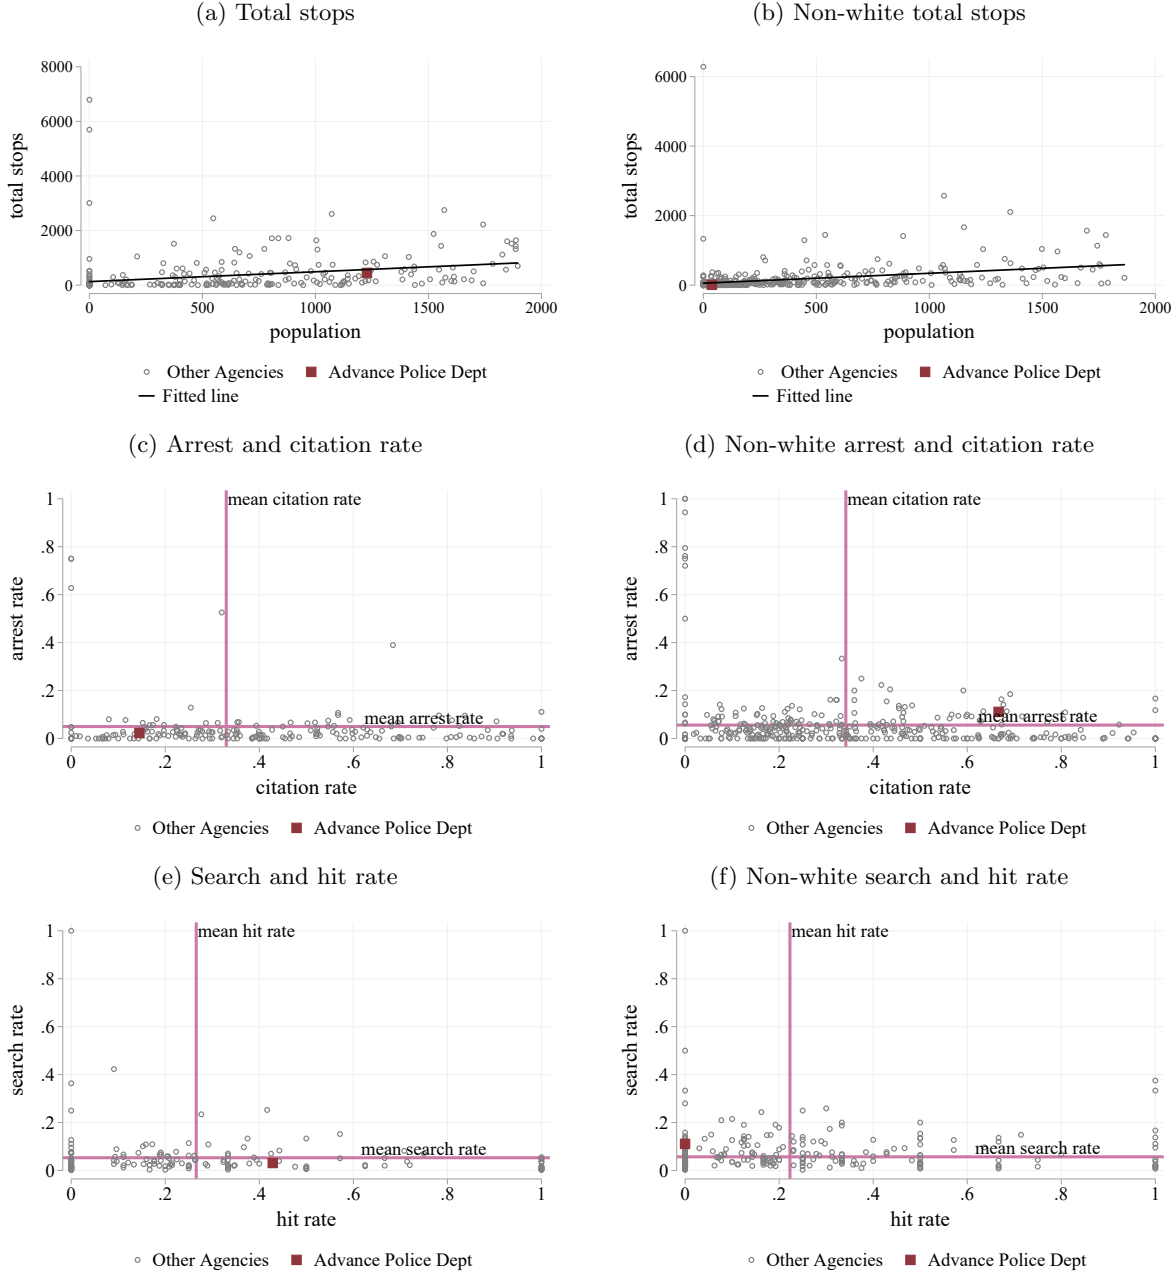 (a) Total stops
(b) Non-white total stops
total stops
8000
6000
4000
2000
0
0 500 1000 1500 2000
population
Other Agencies Advance Police Dept
Fitted line
total stops
6000
4000
2000
0
0 500 1000 1500 2000
population
Other Agencies Advance Police Dept
Fitted line
(c) Arrest and citation rate
(d) Non-white arrest and citation rate
arrest rate
1
.8
.6
.4
.2
0
mean citation rate
mean arrest rate
0 .2 .4 .6 .8 1
citation rate
Other Agencies Advance Police Dept
arrest rate
1
.8
.6
.4
.2
0
mean citation rate
mean arrest rate
0 .2 .4 .6 .8 1
citation rate
Other Agencies Advance Police Dept
(e) Search and hit rate
(f) Non-white search and hit rate
search rate
1
.8
.6
.4
.2
0
mean hit rate
mean search rate
0 .2 .4 .6 .8 1
hit rate
Other Agencies Advance Police Dept
search rate
1
.8
.6
.4
.2
0
mean hit rate
mean search rate
0 .2 .4 .6 .8 1
hit rate
Other Agencies Advance Police Dept